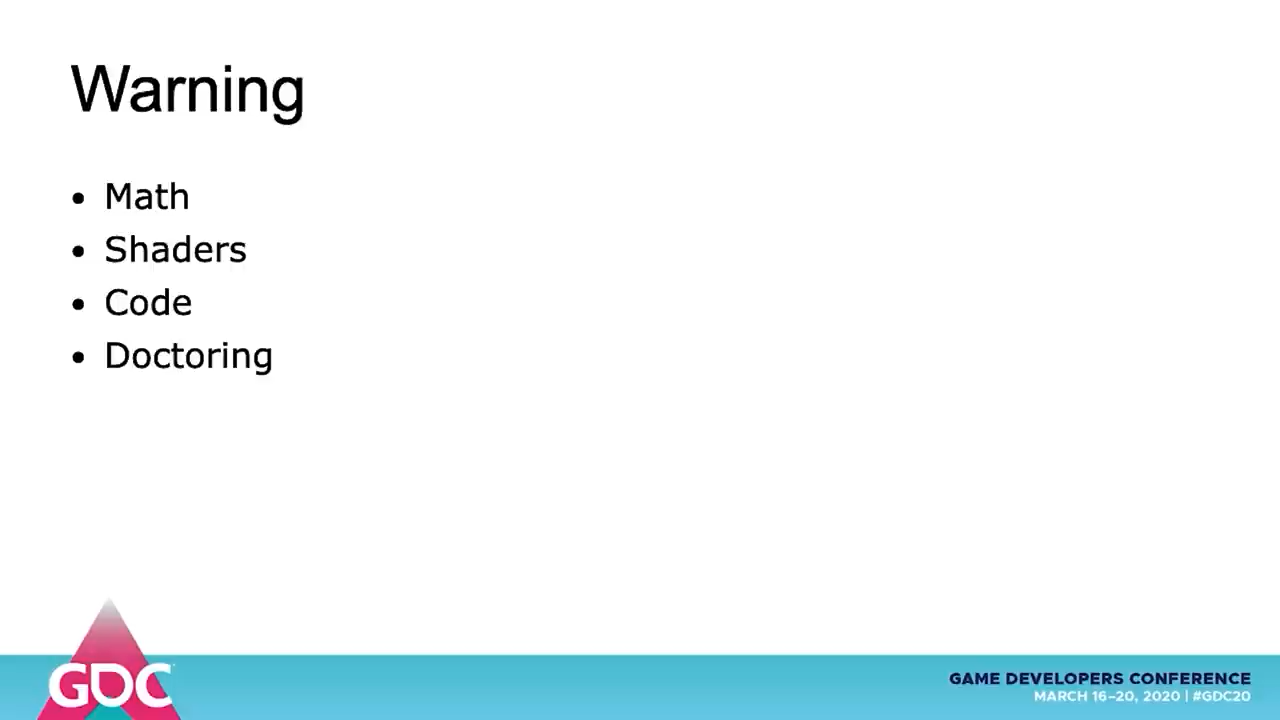 Warning
• Math
• Shaders
• Code
• Doctoring
GDC
GAME DEVELOPERS CONFERENCE
MARCH 16–20, 2020 | #GDC20